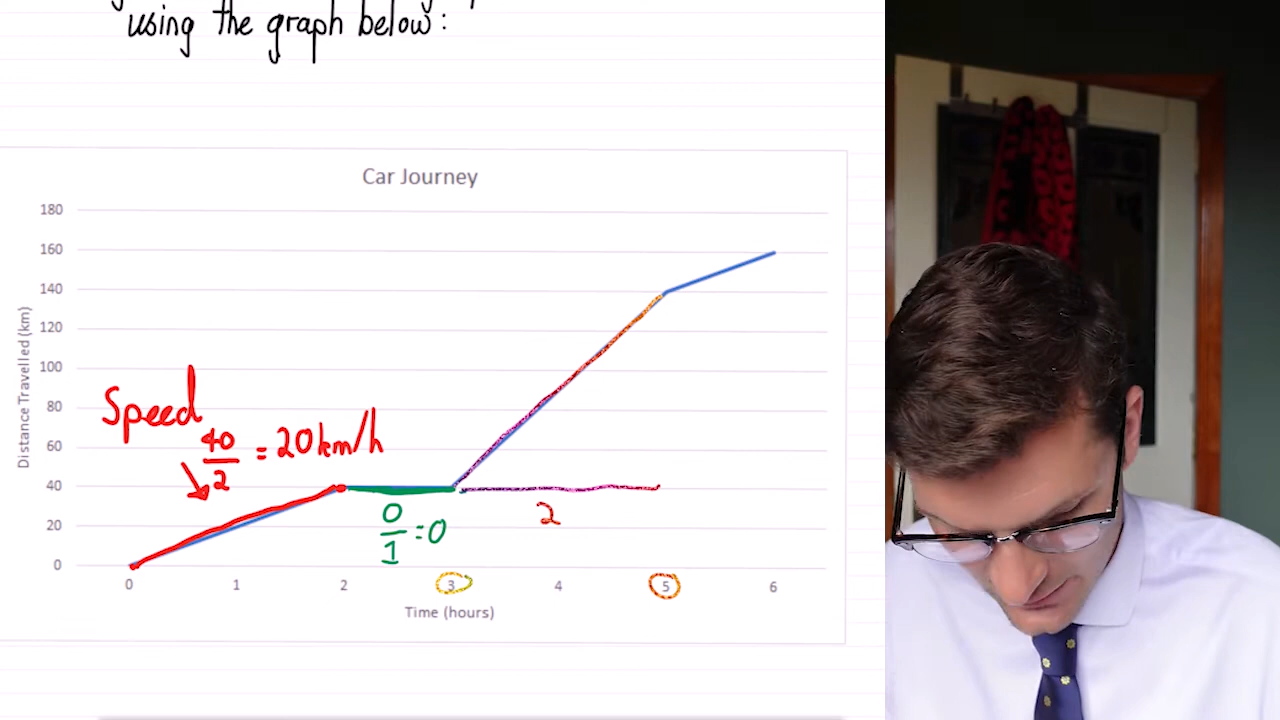 using the graph below:
Car Journey
180
160
140
120
100
80
60
40
20
0
Distance Travelled (km)
Speed
40/2 = 20km/h
0/1 = 0
2
0 1 2 3 4 5 6
Time (hours)